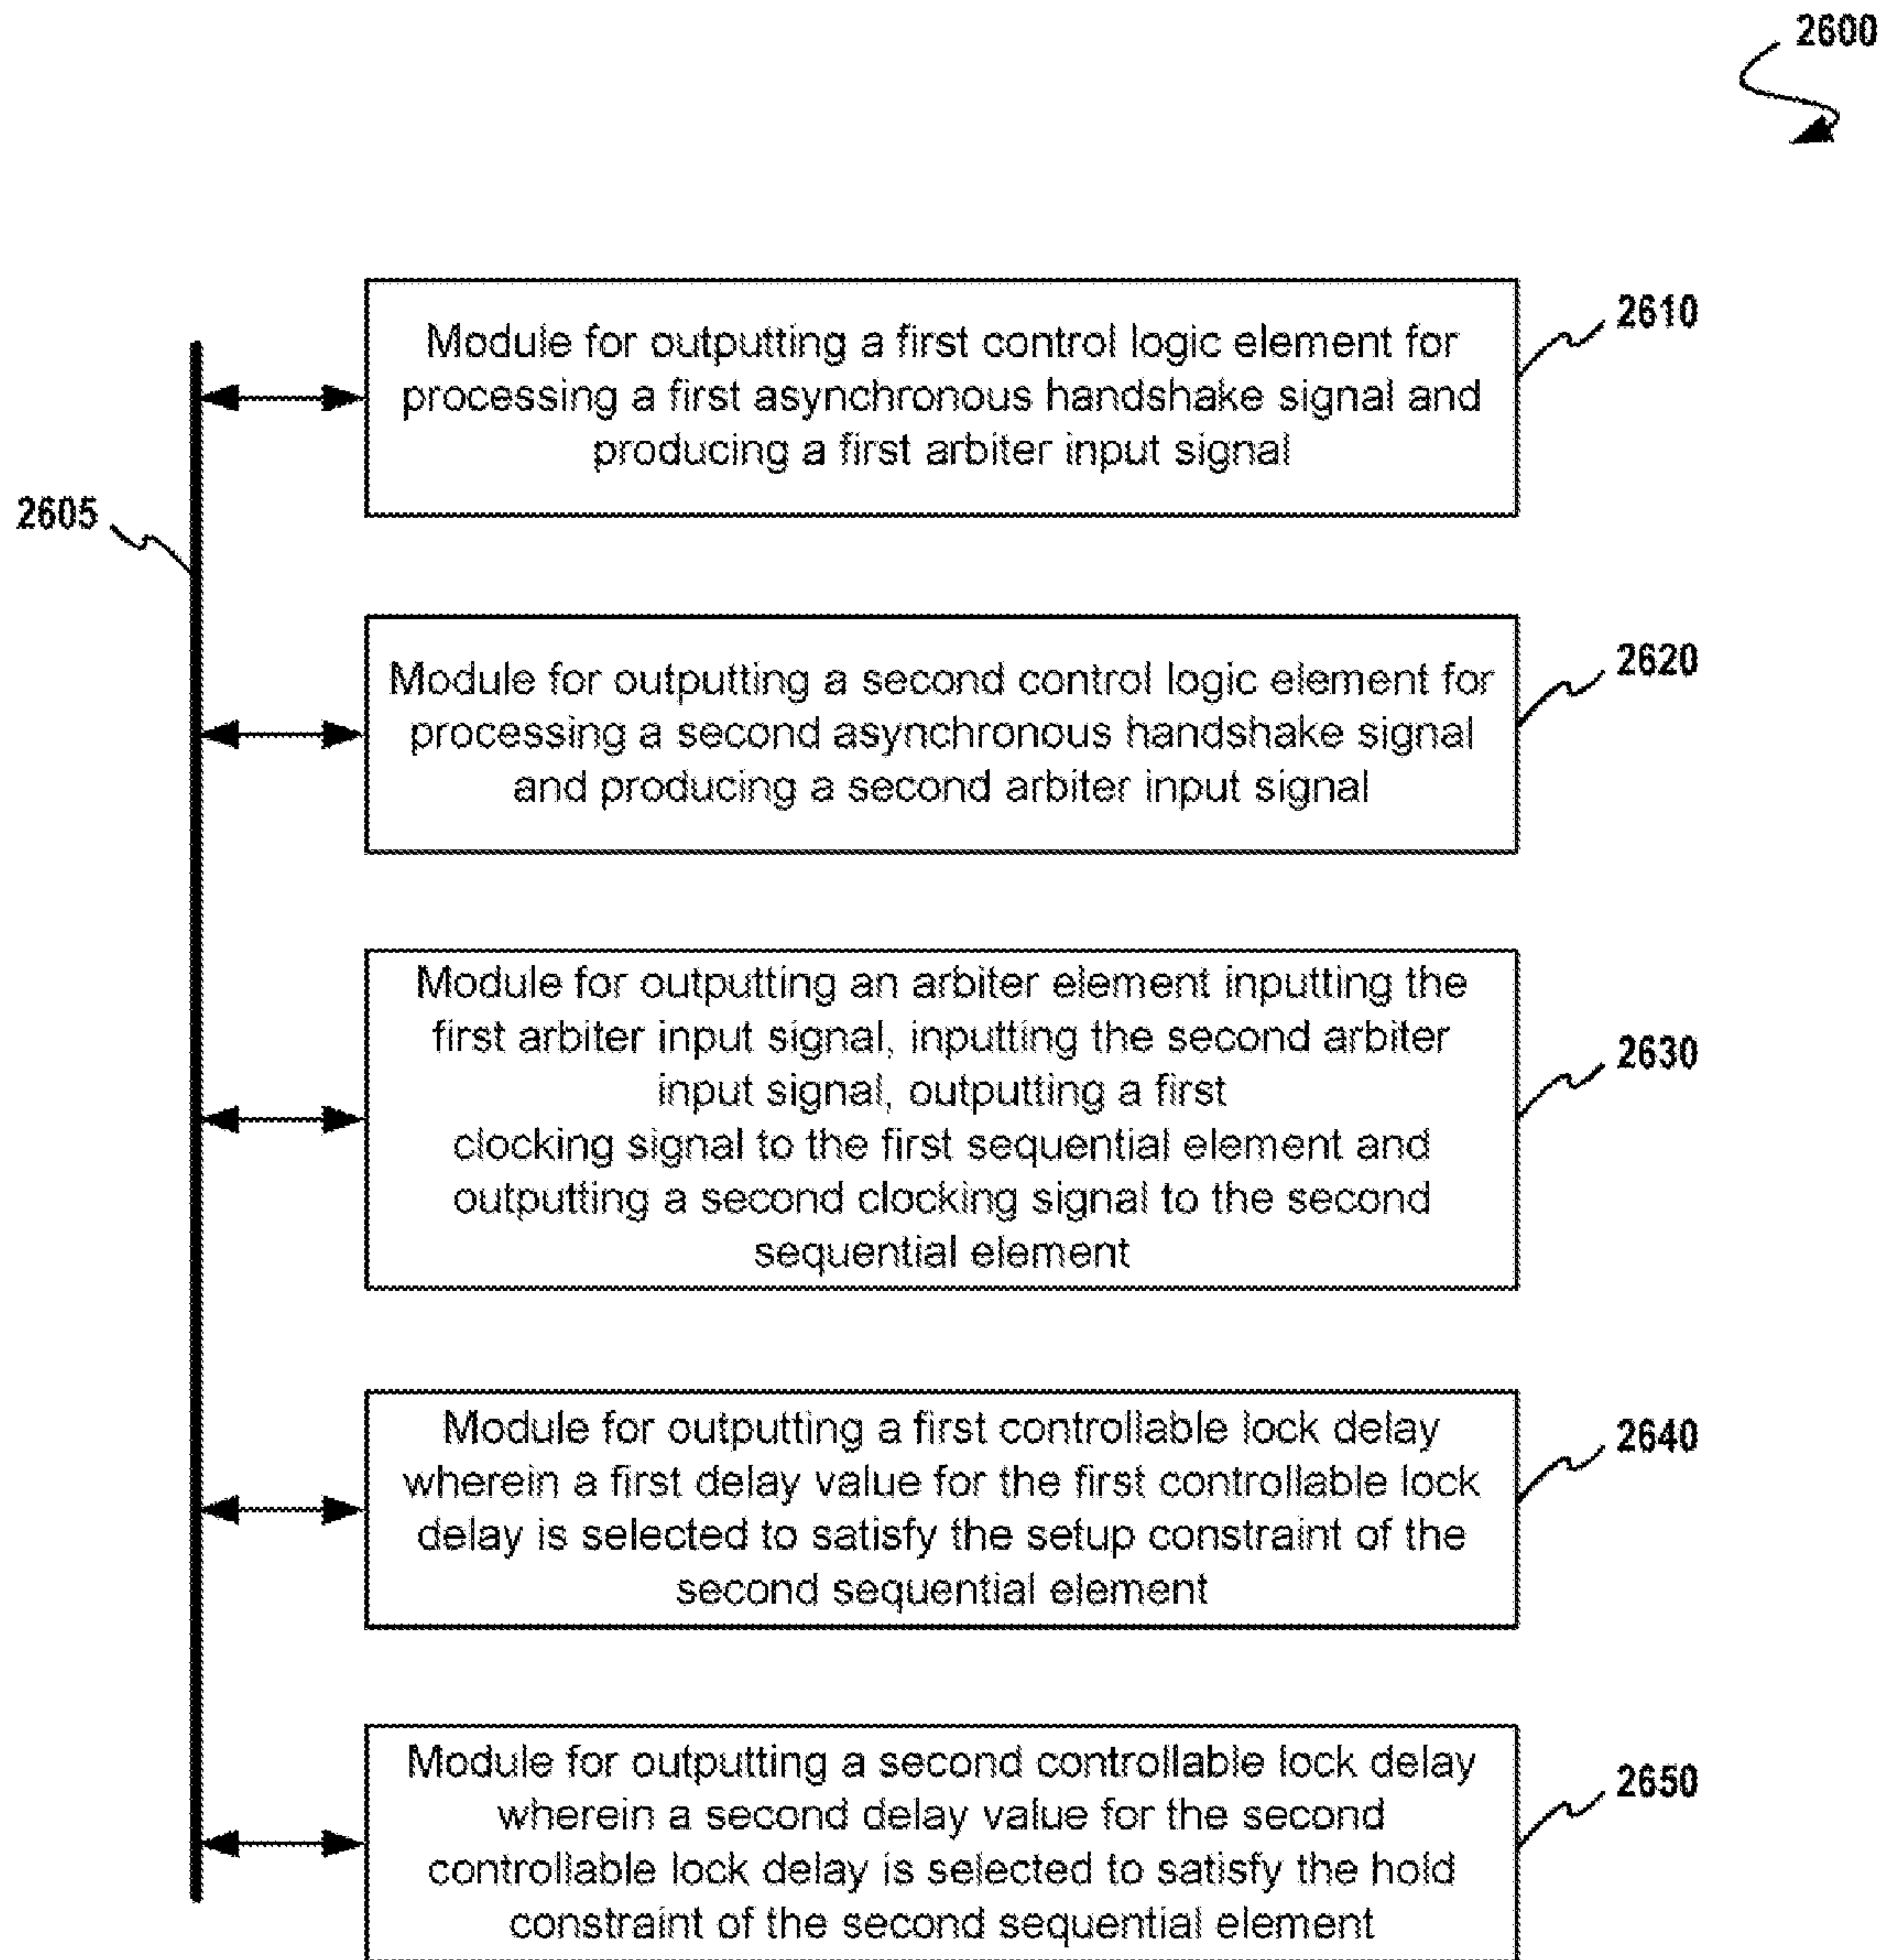 2600
Module for outputting a first control logic element for
processing a first asynchronous handshake signal and
producing a first arbiter input signal
2610
2605
Module for outputting a second control logic element for
processing a second asynchronous handshake signal
and producing a second arbiter input signal
2620
Module for outputting an arbiter element inputting the
first arbiter input signal, inputting the second arbiter
input signal, outputting a first
clocking signal to the first sequential element and
outputting a second clocking signal to the second
sequential element
2630
Module for outputting a first controllable lock delay
wherein a first delay value for the first controllable lock
delay is selected to satisfy the setup constraint of the
second sequential element
2640
Module for outputting a second controllable lock delay
wherein a second delay value for the second
controllable lock delay is selected to satisfy the hold
constraint of the second sequential element
2650